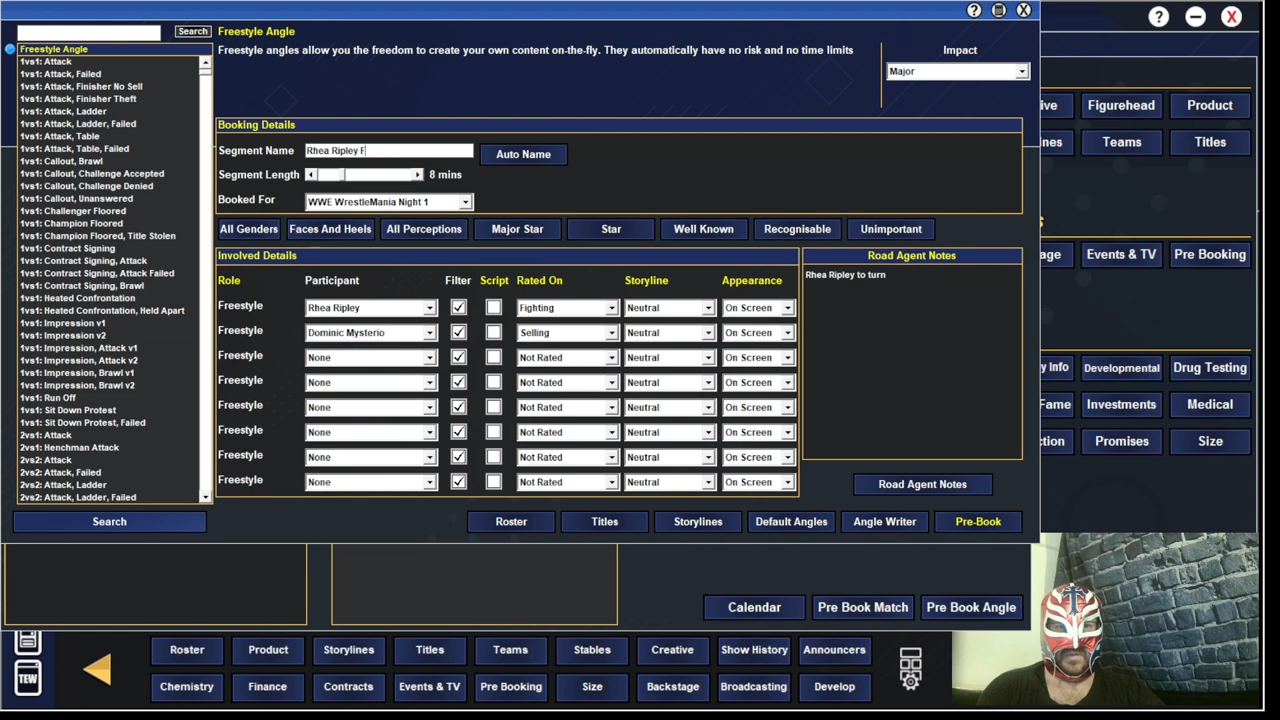 Search
Freestyle Angle
1vs1: Attack
1vs1: Attack, Failed
1vs1: Attack, Finisher No Sell
1vs1: Attack, Finisher Theft
1vs1: Attack, Ladder
1vs1: Attack, Ladder, Failed
1vs1: Attack, Table
1vs1: Attack, Table, Failed
1vs1: Callout, Brawl
1vs1: Callout, Challenge Accepted
1vs1: Callout, Challenge Denied
1vs1: Callout, Unanswered
1vs1: Challenger Floored
1vs1: Champion Floored
1vs1: Champion Floored, Title Stolen
1vs1: Contract Signing
1vs1: Contract Signing, Attack
1vs1: Contract Signing, Attack Failed
1vs1: Contract Signing, Brawl
1vs1: Heated Confrontation
1vs1: Heated Confrontation, Held Apart
1vs1: Impression v1
1vs1: Impression v2
1vs1: Impression, Attack v1
1vs1: Impression, Attack v2
1vs1: Impression, Brawl v1
1vs1: Impression, Brawl v2
1vs1: Run Off
1vs1: Sit Down Protest
1vs1: Sit Down Protest, Failed
2vs1: Attack
2vs1: Henchman Attack
2vs2: Attack
2vs2: Attack, Failed
2vs2: Attack, Ladder
2vs2: Attack, Ladder, Failed
Search
Freestyle Angle
Freestyle angles allow you the freedom to create your own content on-the-fly. They automatically have no risk and no time limits
Impact
Major
Booking Details
Segment Name Rhea Ripley F Auto Name
Segment Length 8 mins
Booked For WWE WrestleMania Night 1
All Genders Faces And Heels All Perceptions Major Star Star Well Known Recognisable Unimportant
Involved Details
Role Participant Filter Script Rated On Storyline Appearance
Freestyle Rhea Ripley Fighting Neutral On Screen
Freestyle Dominic Mysterio Selling Neutral On Screen
Freestyle None Not Rated Neutral On Screen
Freestyle None Not Rated Neutral On Screen
Freestyle None Not Rated Neutral On Screen
Freestyle None Not Rated Neutral On Screen
Freestyle None Not Rated Neutral On Screen
Freestyle None Not Rated Neutral On Screen
Road Agent Notes
Rhea Ripley to turn
Road Agent Notes
Roster Titles Storylines Default Angles Angle Writer Pre-Book
? X
? X
ive Figurehead Product
ines Teams Titles
s
age Events & TV Pre Booking
y Info Developmental Drug Testing
Fame Investments Medical
ction Promises Size
Calendar Pre Book Match Pre Book Angle
TEW
Roster Product Storylines Titles Teams Stables Creative Show History Announcers
Chemistry Finance Contracts Events & TV Pre Booking Size Backstage Broadcasting Develop